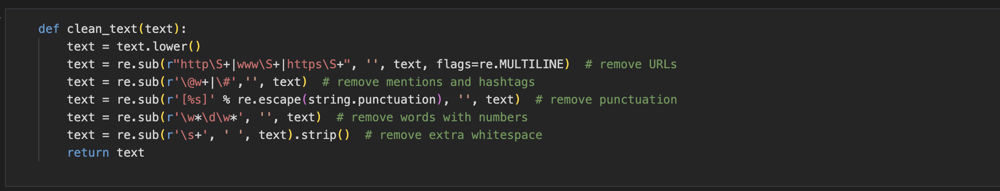 def clean_text(text):
    text = text.lower()
    text = re.sub(r"http\S+|www\S+|https\S+", '', text, flags=re.MULTILINE)  # remove URLs
    text = re.sub(r'\@w+|\#','', text)  # remove mentions and hashtags
    text = re.sub(r'[%s]' % re.escape(string.punctuation), '', text)  # remove punctuation
    text = re.sub(r'\w*\d\w*', '', text)  # remove words with numbers
    text = re.sub(r'\s+', ' ', text).strip()  # remove extra whitespace
    return text